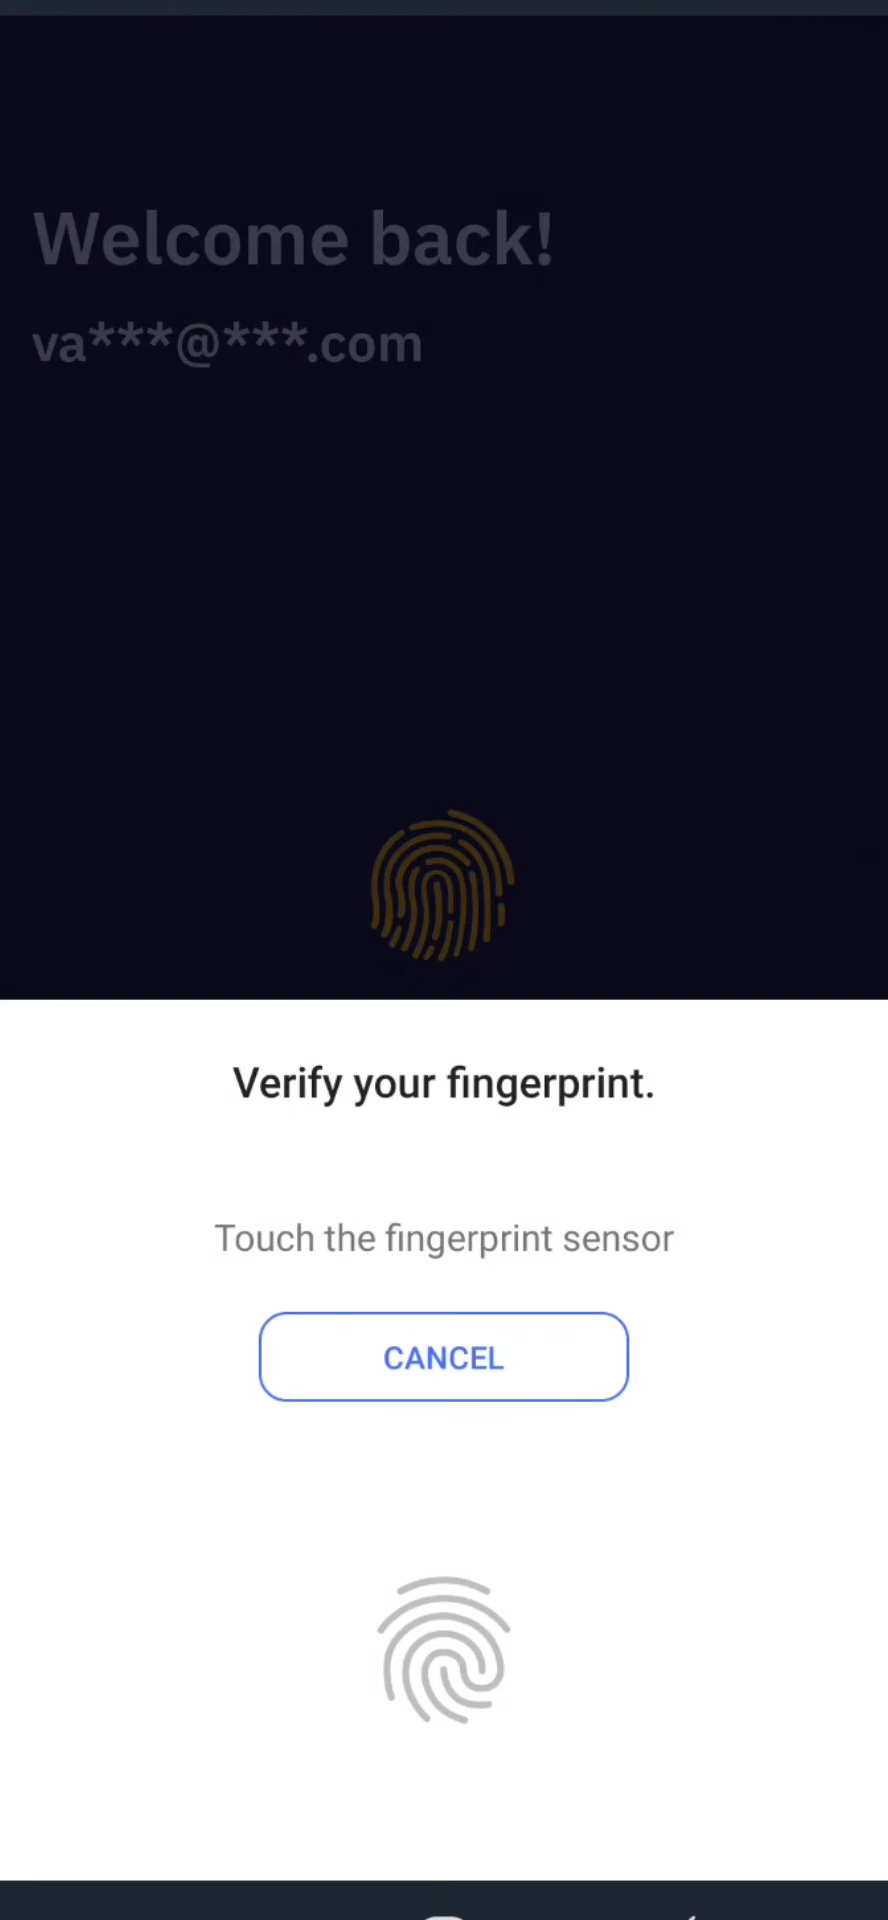 Welcome back!
va***@***.com
Verify your fingerprint.
Touch the fingerprint sensor
CANCEL